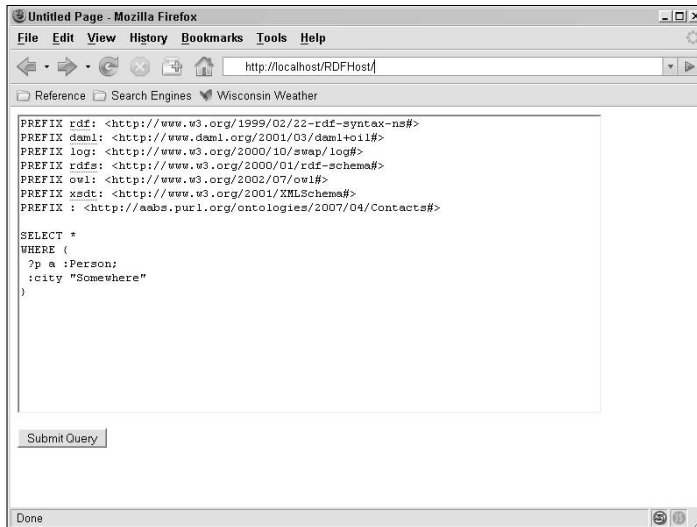 Untitled Page - Mozilla Firefox
File Edit View History Bookmarks Tools Help
http://localhost/RDFHost/
Reference Search Engines Wisconsin Weather
PREFIX rdf: <http://www.w3.org/1999/02/22-rdf-syntax-ns#>
PREFIX daml: <http://www.daml.org/2001/03/daml+oil#>
PREFIX log: <http://www.w3.org/2000/10/swap/log#>
PREFIX rdfs: <http://www.w3.org/2000/01/rdf-schema#>
PREFIX owl: <http://www.w3.org/2002/07/owl#>
PREFIX xsdt: <http://www.w3.org/2001/XMLSchema#>
PREFIX : <http://aabs.purl.org/ontologies/2007/04/Contacts#>
SELECT *
WHERE (
?p a :Person;
:city "Somewhere"
)
Submit Query
Done